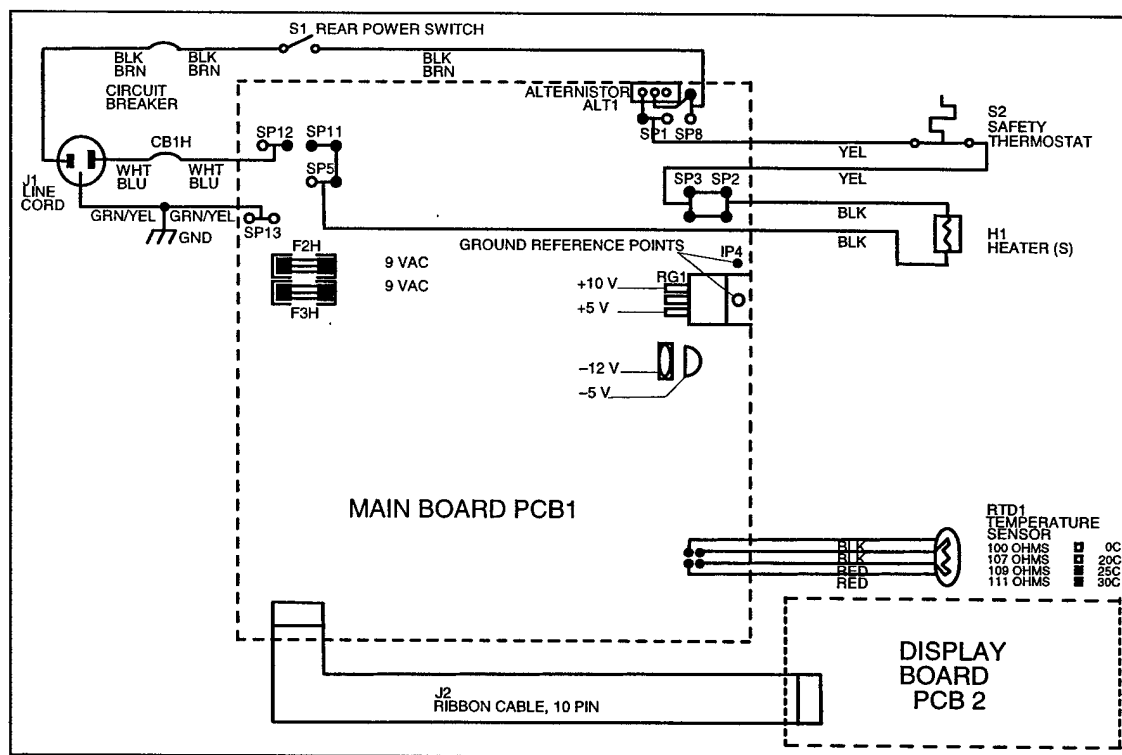 S1 REAR POWER SWITCH
BLK BLK BLK
BRN BRN BRN
CIRCUIT
BREAKER
ALTERNISTOR
ALT1
S2
SAFETY
THERMOSTAT
SP12 SP11
CB1H
SP1 SP8
YEL
WHT WHT
BLU BLU
SP5
J1
LINE
CORD
YEL
SP3 SP2
GRN/YEL GRN/YEL
BLK
SP13
GND
BLK
H1
HEATER (S)
GROUND REFERENCE POINTS
IP4
F2H
9 VAC
9 VAC
F3H
RG1
+10 V
+5 V
–12 V
–5 V
MAIN BOARD PCB1
RTD1
TEMPERATURE
SENSOR
100 OHMS 0C
107 OHMS 20C
109 OHMS 25C
111 OHMS 30C
BLK
BLK
RED
RED
DISPLAY
BOARD
PCB 2
J2
RIBBON CABLE, 10 PIN